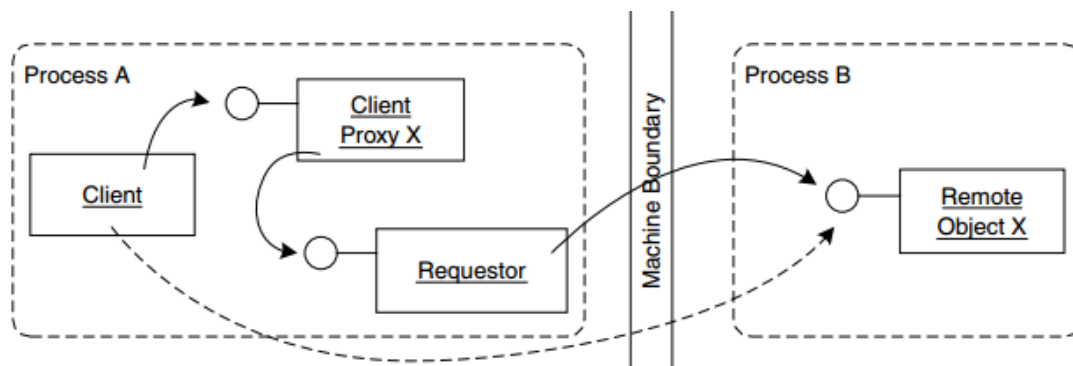 Process A
Client
Proxy X
Client
Requestor
Machine Boundary
Process B
Remote
Object X